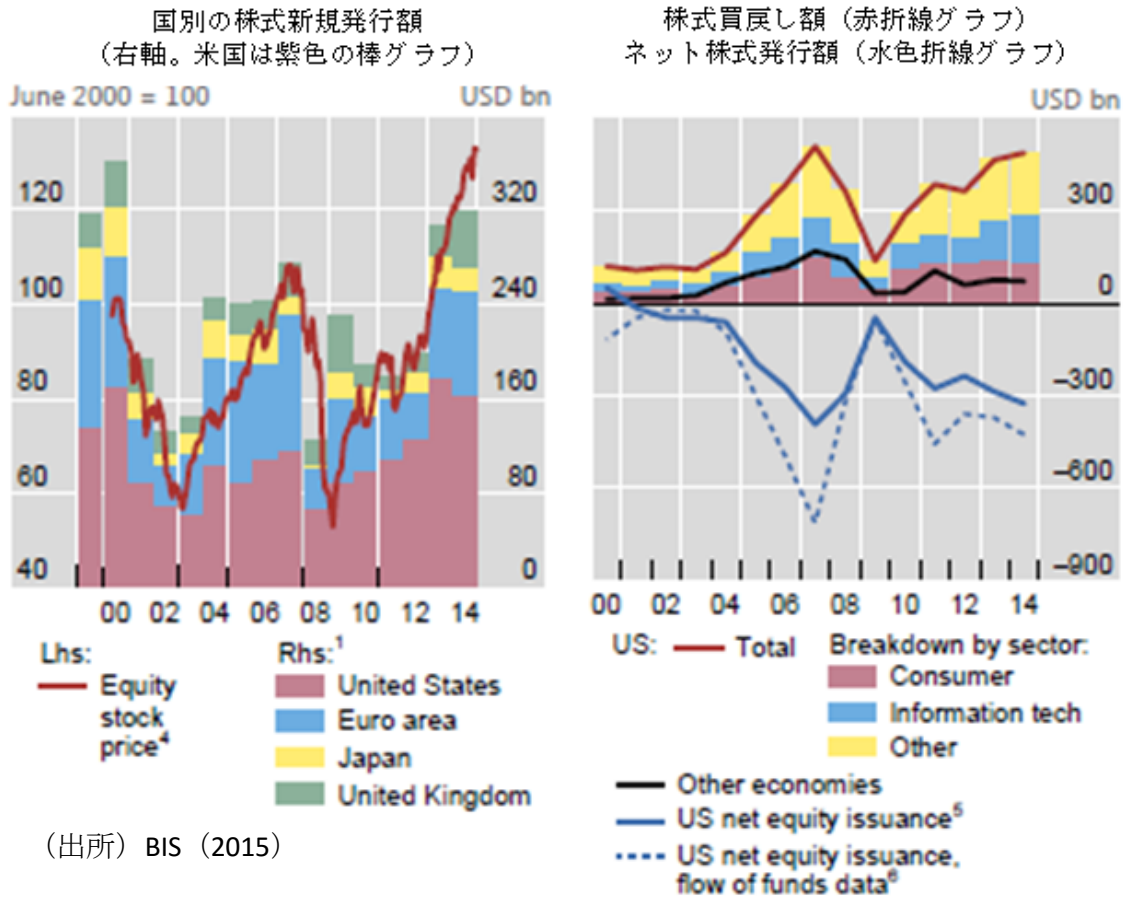 国別の株式新規発行額
（右軸。米国は紫色の棒グラフ）
June 2000 = 100
USD bn
120
100
80
60
40
320
240
160
80
0
00 02 04 06 08 10 12 14
Lhs:
Equity
stock
price4
Rhs:1
United States
Euro area
Japan
United Kingdom
（出所）BIS（2015）
株式買戻し額（赤折線グラフ）
ネット株式発行額（水色折線グラフ）
USD bn
300
0
–300
–600
–900
00 02 04 06 08 10 12 14
US:
Total
Breakdown by sector:
Consumer
Information tech
Other
Other economies
US net equity issuance5
US net equity issuance,
flow of funds data6